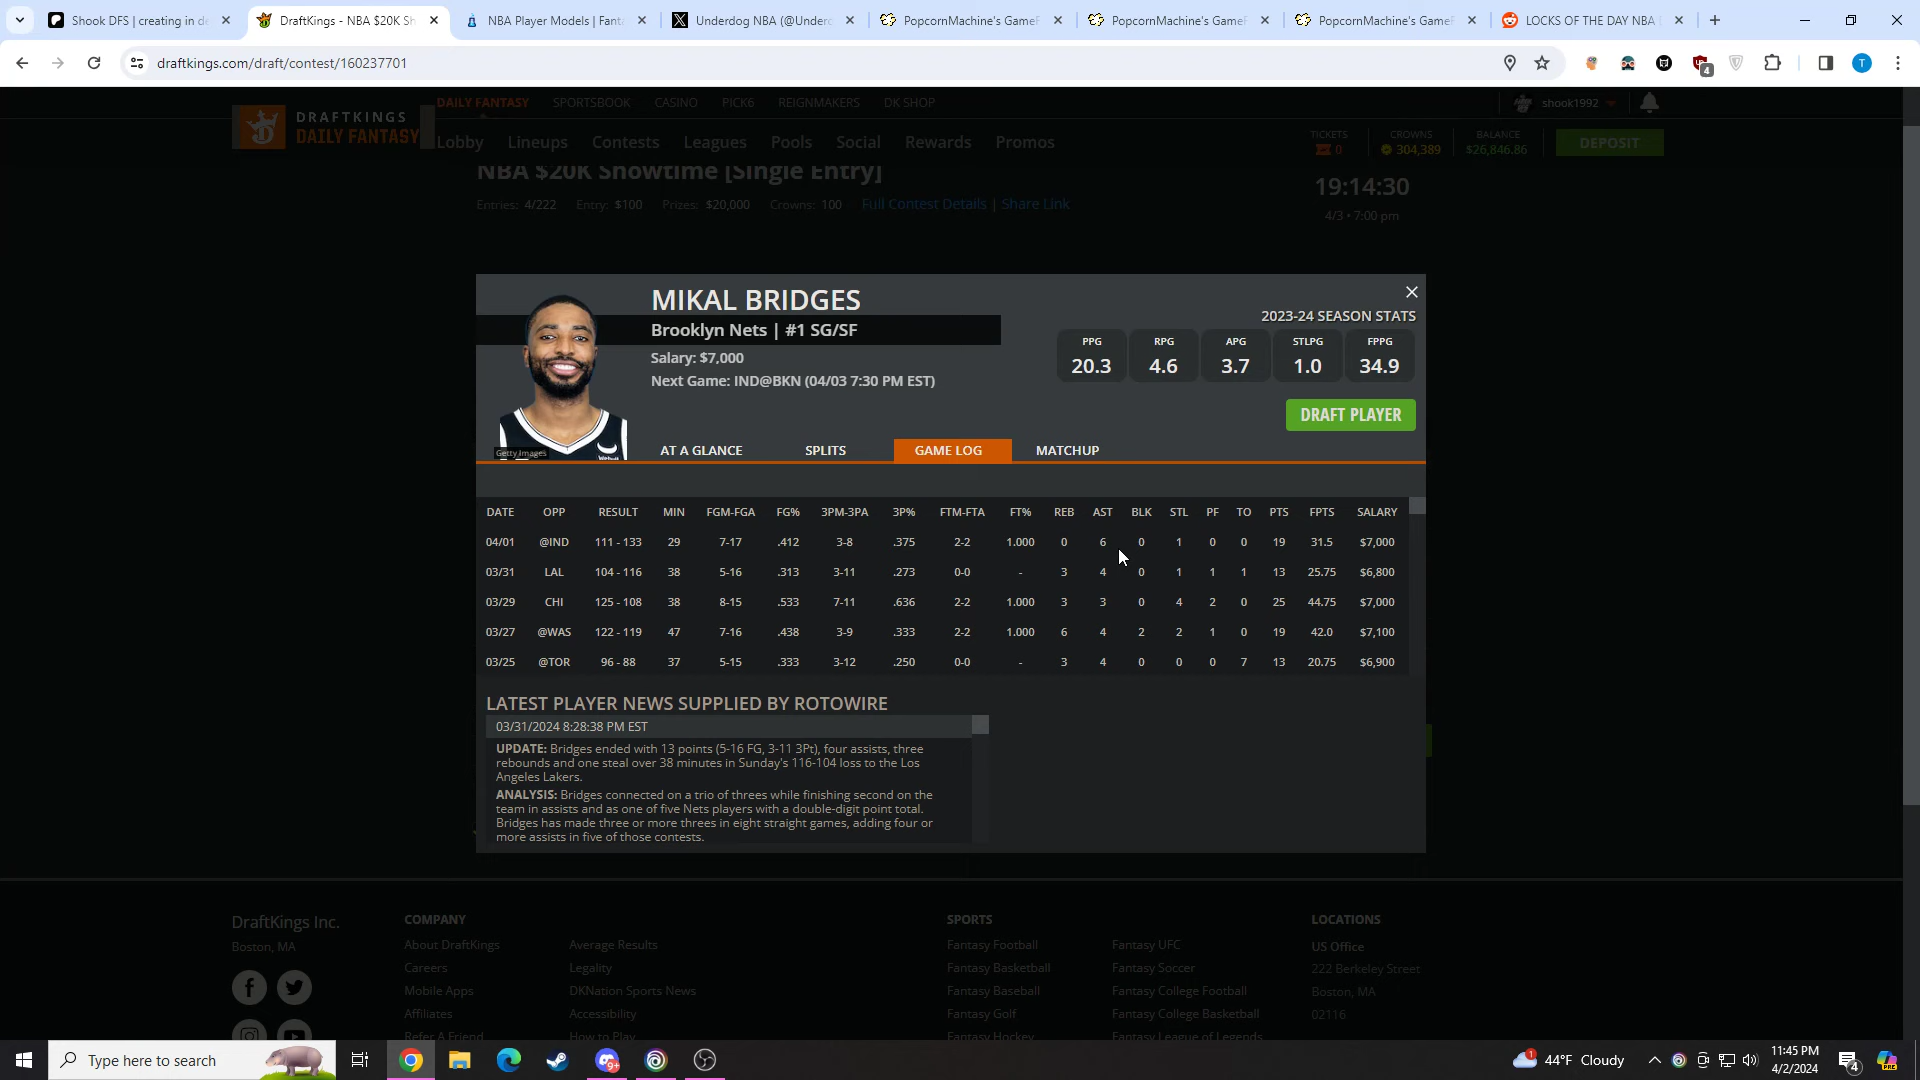 Shook DFS | creating in de
DraftKings - NBA $20K Sh
NBA Player Models | Fant
Underdog NBA (@Underd
PopcornMachine's GameF
PopcornMachine's GameF
PopcornMachine's GameF
LOCKS OF THE DAY NBA
draftkings.com/draft/contest/160237701
4
T
DRAFTKINGS
DAILY FANTASY
DAILY FANTASY SPORTSBOOK CASINO PICK6 REIGNMAKERS DK SHOP
shook1992
Lobby Lineups Contests Leagues Pools Social Rewards Promos
TICKETS
0
CROWNS
304,389
BALANCE
$26,846.86
DEPOSIT
NBA $20K Showtime [Single Entry]
Entries: 4/222 Entry: $100 Prizes: $20,000 Crowns: 100 Full Contest Details | Share Link
19:14:30
4/3 • 7:00 pm
MIKAL BRIDGES
Brooklyn Nets | #1 SG/SF
Salary: $7,000
Next Game: IND@BKN (04/03 7:30 PM EST)
Getty Images
2023-24 SEASON STATS
PPG RPG APG STLPG FPPG
20.3 4.6 3.7 1.0 34.9
DRAFT PLAYER
AT A GLANCE SPLITS GAME LOG MATCHUP
DATE OPP RESULT MIN FGM-FGA FG% 3PM-3PA 3P% FTM-FTA FT% REB AST BLK STL PF TO PTS FPTS SALARY
04/01 @IND 111 - 133 29 7-17 .412 3-8 .375 2-2 1.000 0 6 0 1 0 0 19 31.5 $7,000
03/31 LAL 104 - 116 38 5-16 .313 3-11 .273 0-0 - 3 4 0 1 1 1 13 25.75 $6,800
03/29 CHI 125 - 108 38 8-15 .533 7-11 .636 2-2 1.000 3 3 0 4 2 0 25 44.75 $7,000
03/27 @WAS 122 - 119 47 7-16 .438 3-9 .333 2-2 1.000 6 4 2 2 1 0 19 42.0 $7,100
03/25 @TOR 96 - 88 37 5-15 .333 3-12 .250 0-0 - 3 4 0 0 0 7 13 20.75 $6,900
LATEST PLAYER NEWS SUPPLIED BY ROTOWIRE
03/31/2024 8:28:38 PM EST
UPDATE: Bridges ended with 13 points (5-16 FG, 3-11 3Pt), four assists, three
rebounds and one steal over 38 minutes in Sunday's 116-104 loss to the Los
Angeles Lakers.
ANALYSIS: Bridges connected on a trio of threes while finishing second on the
team in assists and as one of five Nets players with a double-digit point total.
Bridges has made three or more threes in eight straight games, adding four or
more assists in five of those contests.
DraftKings Inc.
Boston, MA
COMPANY
About DraftKings
Careers
Mobile Apps
Affiliates
Refer A Friend
Average Results
Legality
DKNation Sports News
Accessibility
How to Play
SPORTS
Fantasy Football
Fantasy Basketball
Fantasy Baseball
Fantasy Golf
Fantasy Hockey
Fantasy UFC
Fantasy Soccer
Fantasy College Football
Fantasy College Basketball
Fantasy League of Legends
LOCATIONS
US Office
222 Berkeley Street
Boston, MA
02116
Type here to search
9+
1
44°F Cloudy
11:45 PM
4/2/2024
4
PRE